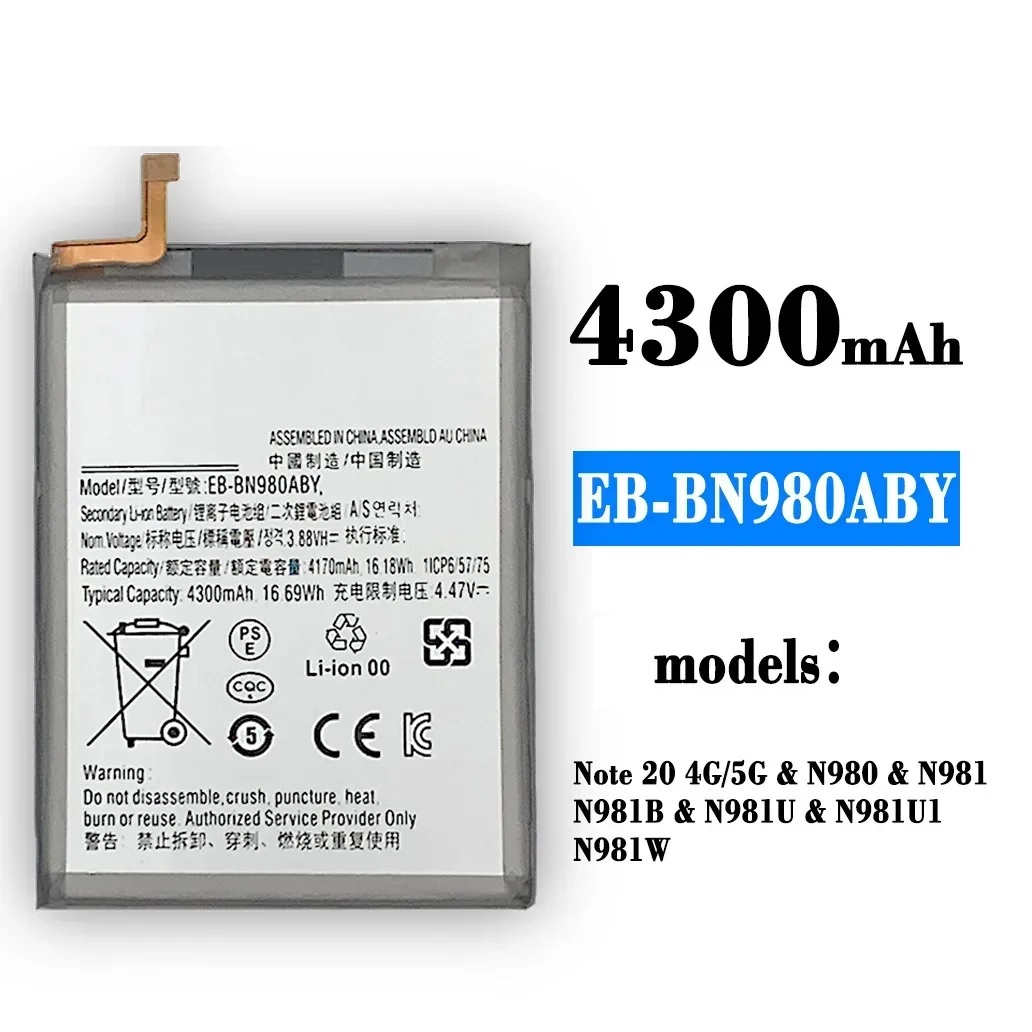 ASSEMBLED IN CHINA,ASSEMBLD AU CHINA
中國制造/中国制造
Model/型号/型號:EB-BN980ABY,
Secondary Li-ion Battery/锂离子电池组/二次鋰電池組/A/S연락처
Nom.Voltage/标称电压/標稱電壓/정격3.88VH⎓ 执行标准:
Rated Capacity/额定容量/額定電容量:4170mAh, 16.18Wh 1ICP6/57/75
Typical Capacity: 4300mAh, 16.69Wh 充电限制电压: 4.47V⎓
PS
E
CQC
Li-ion 00
5
CE
Warning:
Do not disassemble,crush, puncture, heat,
burn or reuse. Authorized Service Provider Only
警告: 禁止拆卸、穿刺、燃烧或重复使用
4300mAh
EB-BN980ABY
models:
Note 20 4G/5G & N980 & N981
N981B & N981U & N981U1
N981W